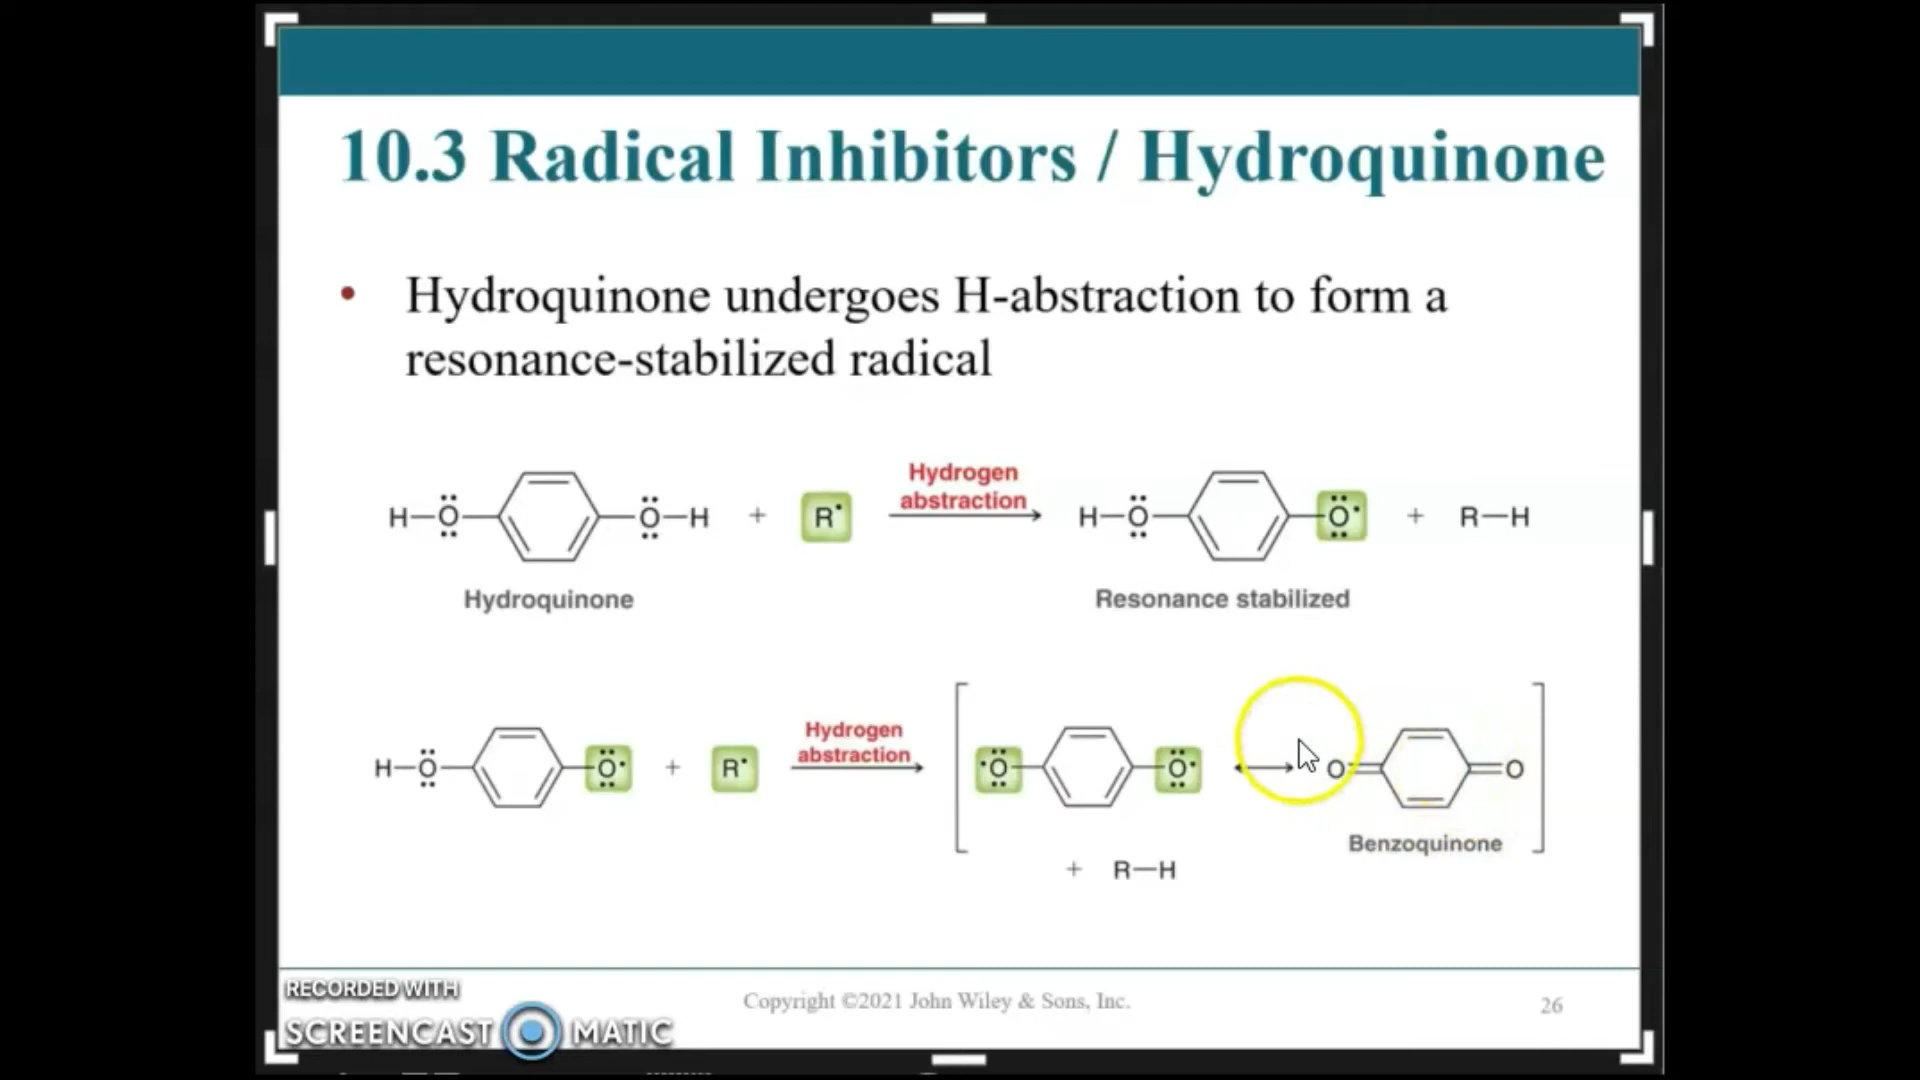 10.3 Radical Inhibitors / Hydroquinone
• Hydroquinone undergoes H-abstraction to form a
resonance-stabilized radical
Hydrogen
abstraction
H–O O–H + R• H–O O• + R–H
Hydroquinone
Resonance stabilized
Hydrogen
abstraction
H–O O• + R• •O O• O O
Benzoquinone
+ R–H
RECORDED WITH
SCREENCAST MATIC
Copyright ©2021 John Wiley & Sons, Inc.
26